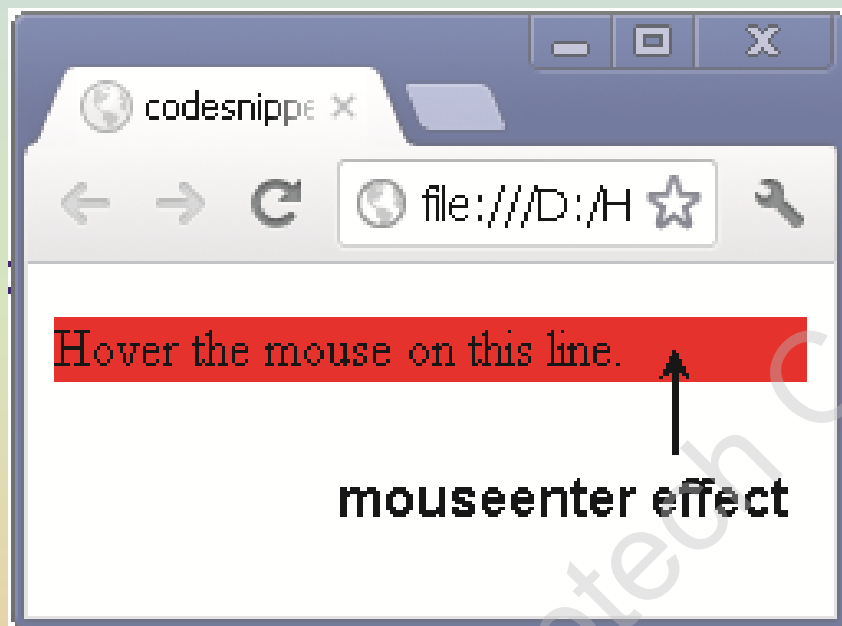 codesnippe
file:///D:/H
Hover the mouse on this line.
mouseenter effect